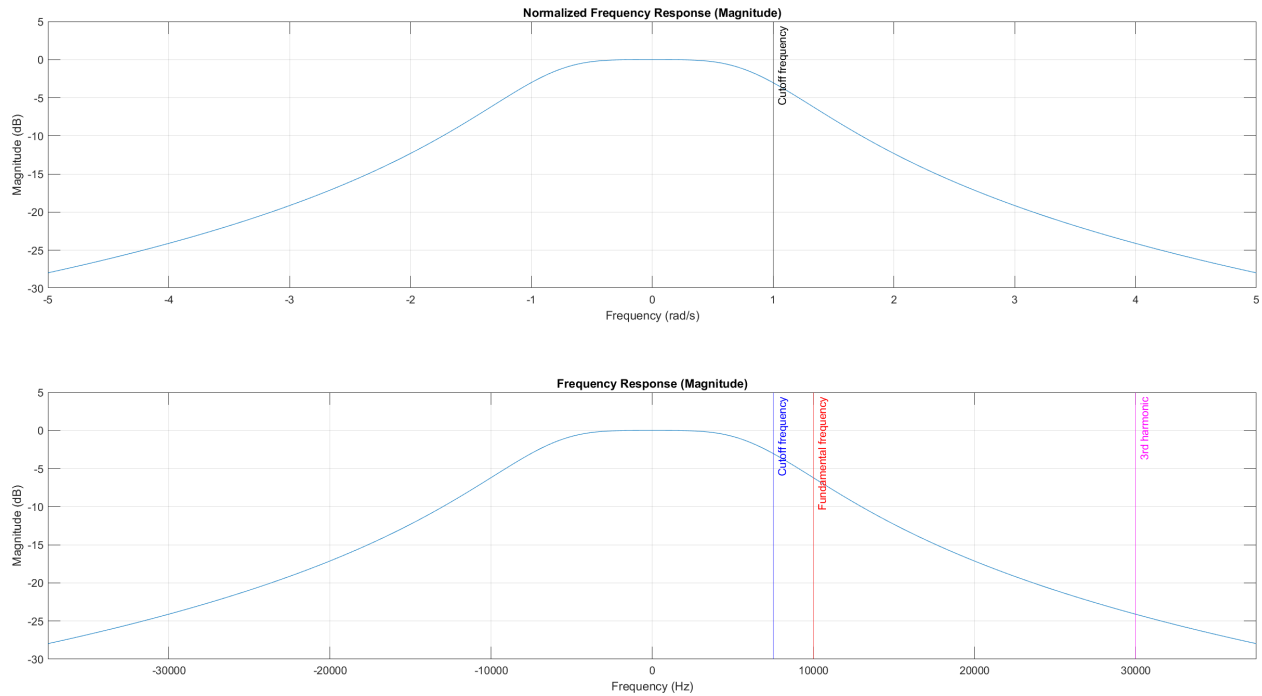 Normalized Frequency Response (Magnitude)
5
0
-5
-10
-15
-20
-25
-30
Magnitude (dB)
Cutoff frequency
-5 -4 -3 -2 -1 0 1 2 3 4 5
Frequency (rad/s)
Frequency Response (Magnitude)
5
0
-5
-10
-15
-20
-25
-30
Magnitude (dB)
Cutoff frequency
Fundamental frequency
3rd harmonic
-30000 -20000 -10000 0 10000 20000 30000
Frequency (Hz)